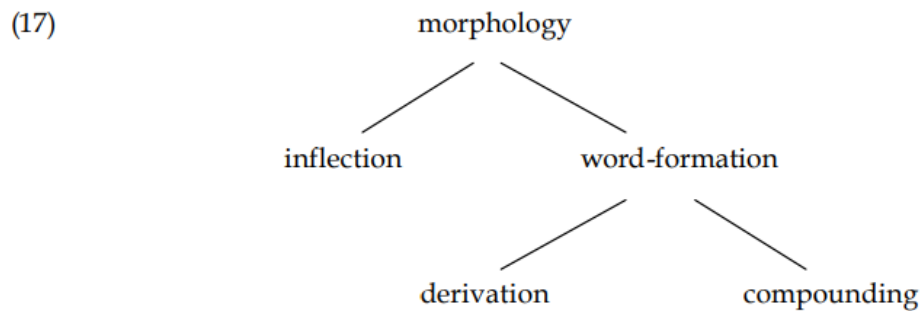 (17) morphology
inflection word-formation
derivation compounding